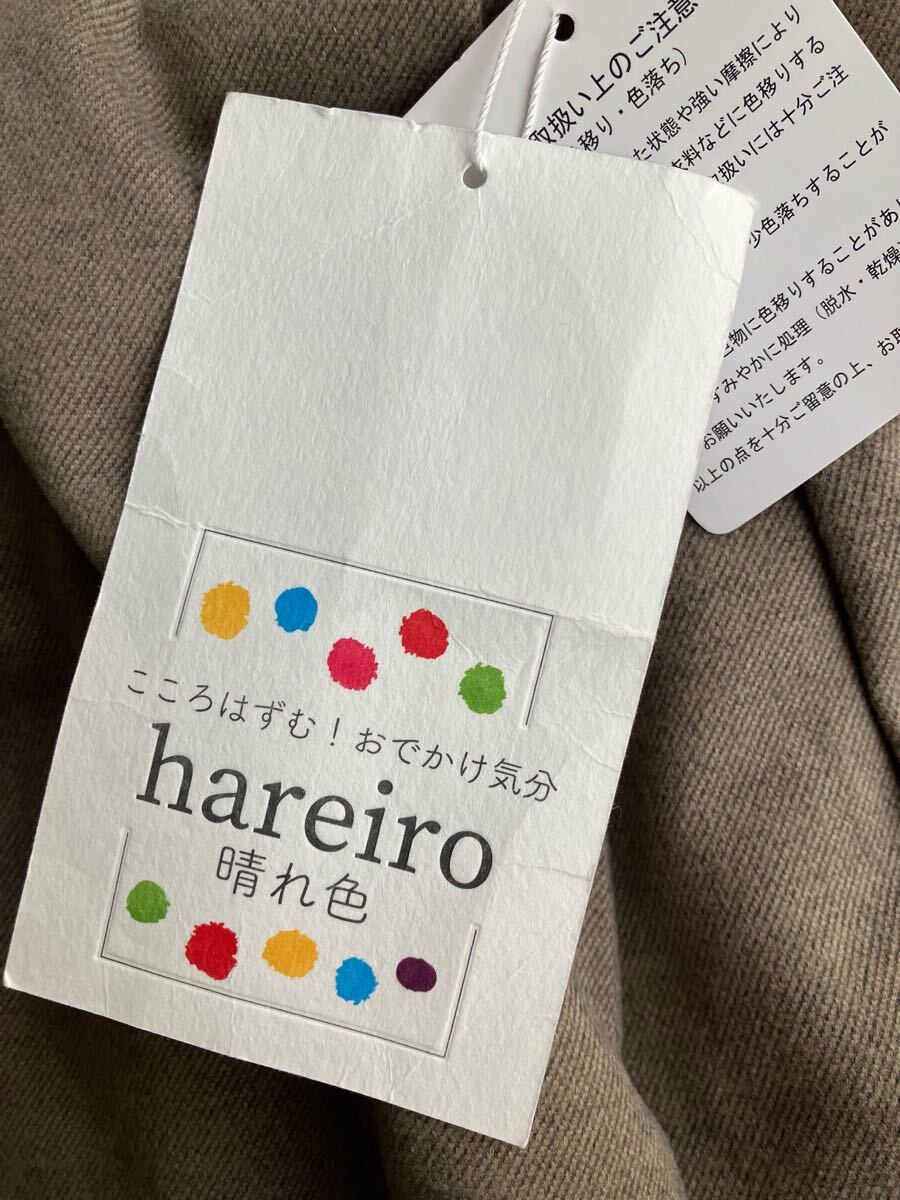 こころはずむ！おでかけ気分
hareiro
晴れ色
取扱い上のご注意
移り・色落ち）
た状態や強い摩擦により
衣料などに色移りする
取扱いには十分ご注
少色落ちすることが
色物に色移りすることがあり
すみやかに処理（脱水・乾燥）
お願いいたします。
以上の点を十分ご留意の上、お取